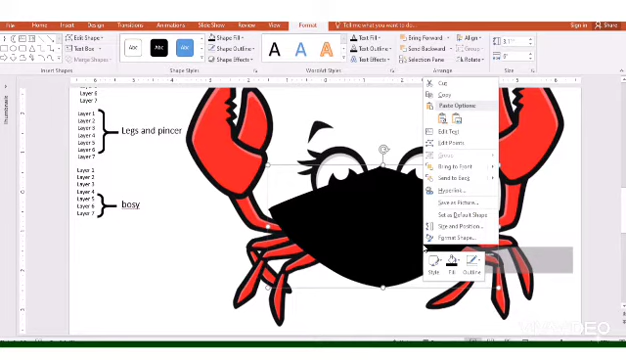 File Home Insert Design Transitions Animations Slide Show Review View Format Tell me what you want to do Sign in Share
Edit Shape
Text Box
Merge Shapes
Insert Shapes
Abc Abc Abc
Shape Fill
Shape Outline
Shape Effects
Shape Styles
A A A
Text Fill
Text Outline
Text Effects
WordArt Styles
Bring Forward
Send Backward
Selection Pane
Align
Group
Rotate
Arrange
Size
Thumbnails
Layer 6
Layer 7
Layer 1
Layer 2
Layer 3
Layer 4
Layer 5
Layer 6
Layer 7
Legs and pincer
Layer 1
Layer 2
Layer 3
Layer 4
Layer 5
Layer 6
Layer 7
bosy
Cut
Copy
Paste Options:
Edit Text
Edit Points
Group
Bring to Front
Send to Back
Hyperlink...
Save as Picture...
Set as Default Shape
Size and Position...
Format Shape...
Style Fill Outline
VIVAVIDEO